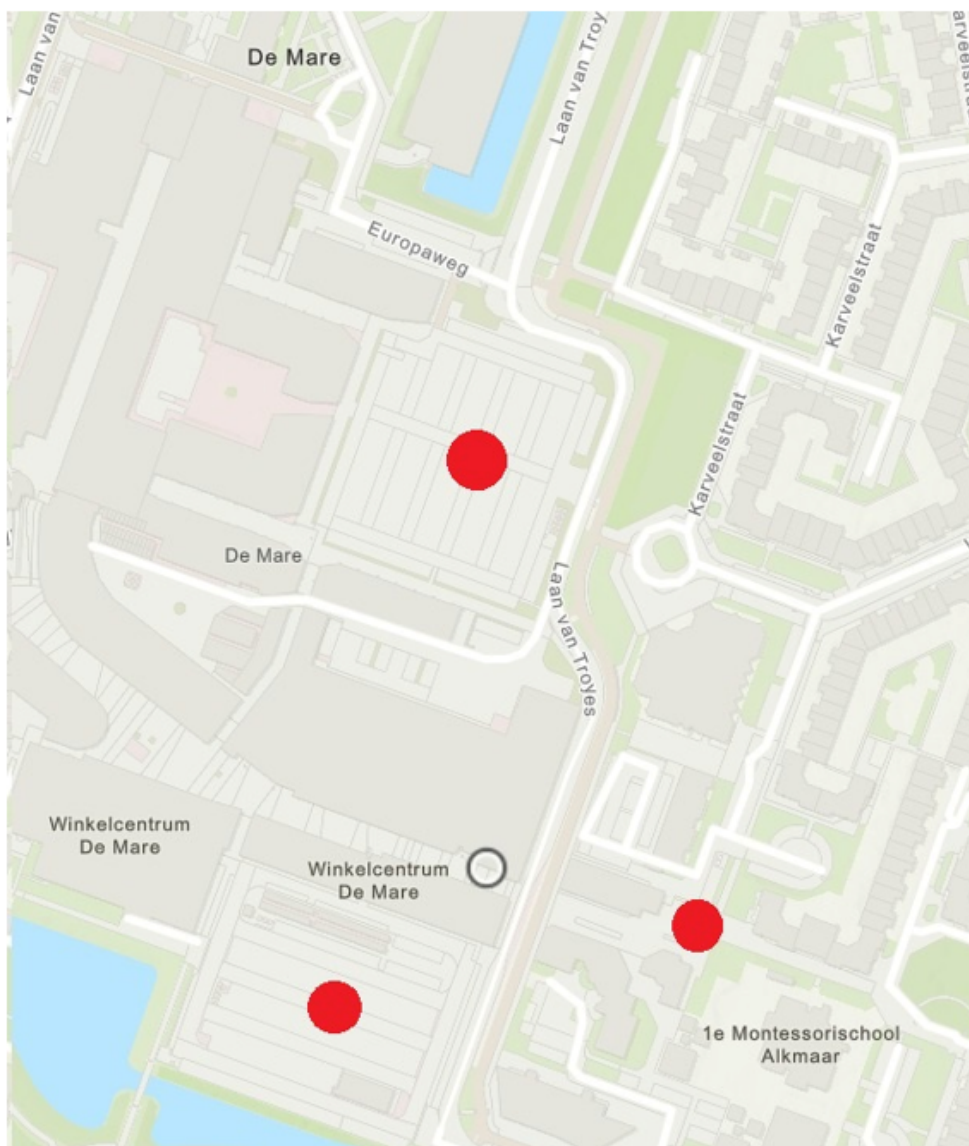 Laan van
De Mare
Laan van Troy
Europaweg
Karveelstraat
Karveelstraat
De Mare
Laan van Troyes
Winkelcentrum
De Mare
Winkelcentrum
De Mare
1e Montessorischool
Alkmaar